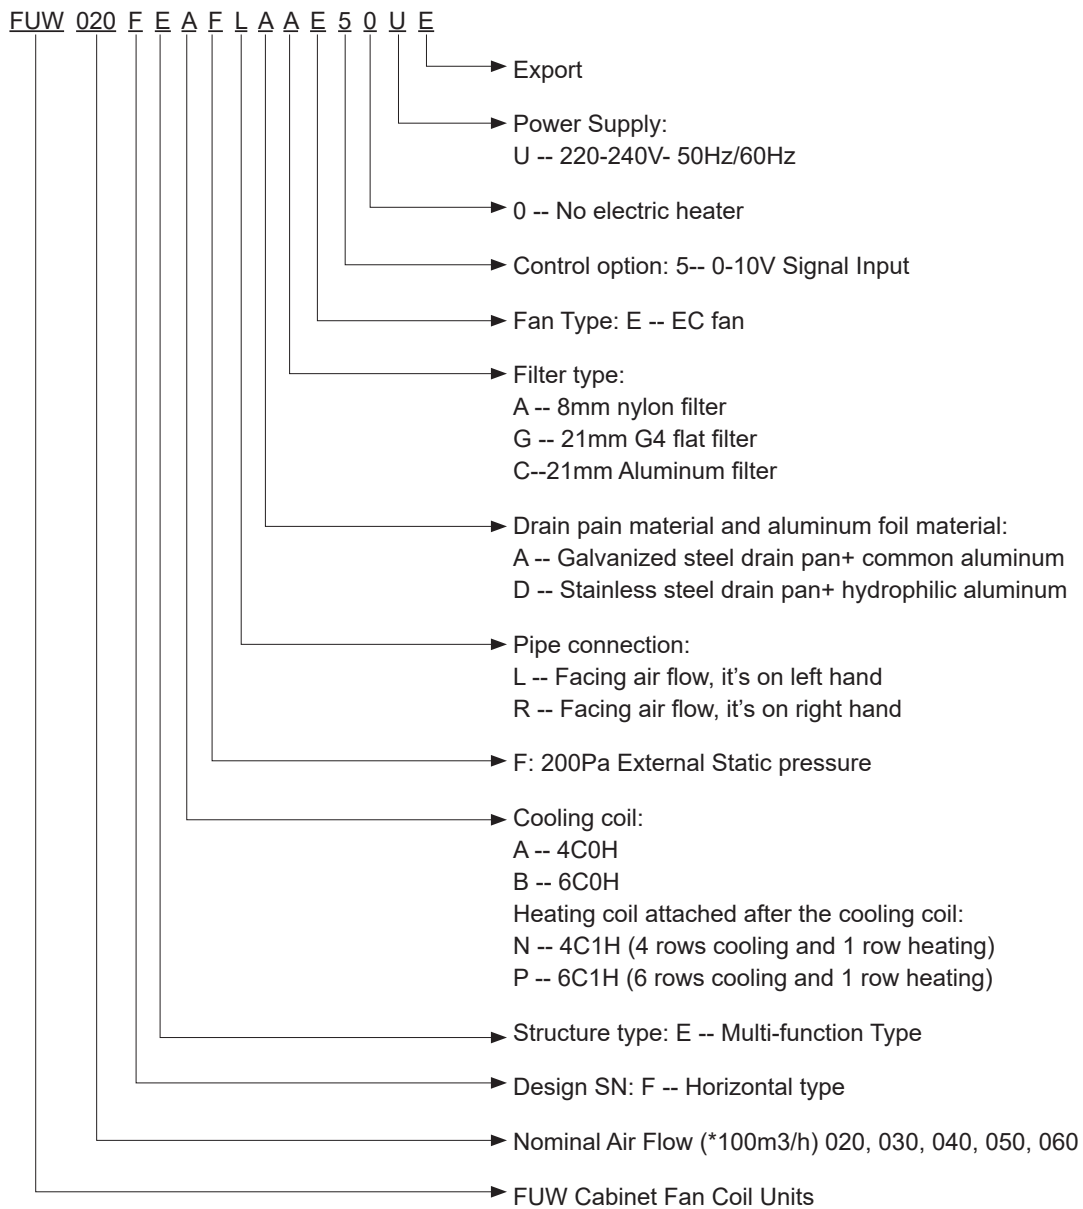 FUW 020 F E A F L A A E 5 0 U E
Export
Power Supply:
U -- 220-240V- 50Hz/60Hz
0 -- No electric heater
Control option: 5-- 0-10V Signal Input
Fan Type: E -- EC fan
Filter type:
A -- 8mm nylon filter
G -- 21mm G4 flat filter
C--21mm Aluminum filter
Drain pain material and aluminum foil material:
A -- Galvanized steel drain pan+ common aluminum
D -- Stainless steel drain pan+ hydrophilic aluminum
Pipe connection:
L -- Facing air flow, it’s on left hand
R -- Facing air flow, it’s on right hand
F: 200Pa External Static pressure
Cooling coil:
A -- 4C0H
B -- 6C0H
Heating coil attached after the cooling coil:
N -- 4C1H (4 rows cooling and 1 row heating)
P -- 6C1H (6 rows cooling and 1 row heating)
Structure type: E -- Multi-function Type
Design SN: F -- Horizontal type
Nominal Air Flow (*100m3/h) 020, 030, 040, 050, 060
FUW Cabinet Fan Coil Units